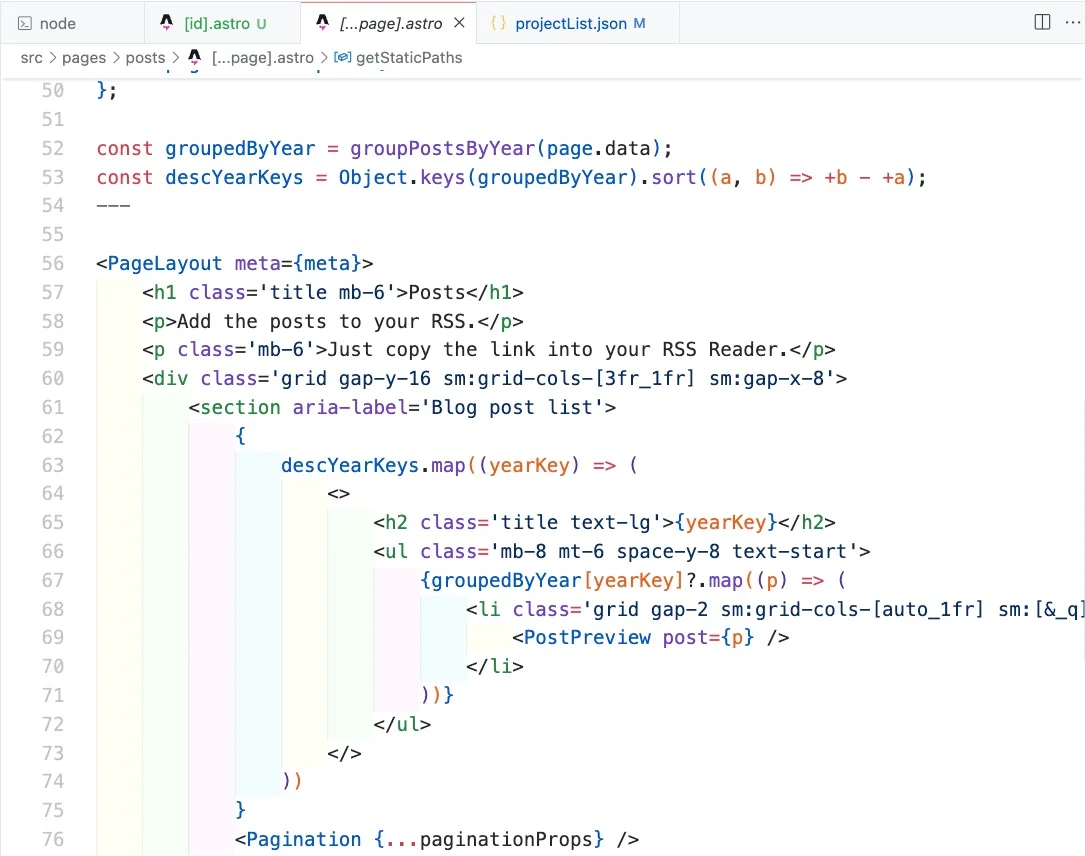 node
[id].astro U
[...page].astro
{} projectList.json M
src > pages > posts > [...page].astro > getStaticPaths
50 };
51
52 const groupedByYear = groupPostsByYear(page.data);
53 const descYearKeys = Object.keys(groupedByYear).sort((a, b) => +b - +a);
54 ---
55
56 <PageLayout meta={meta}>
57 <h1 class='title mb-6'>Posts</h1>
58 <p>Add the posts to your RSS.</p>
59 <p class='mb-6'>Just copy the link into your RSS Reader.</p>
60 <div class='grid gap-y-16 sm:grid-cols-[3fr_1fr] sm:gap-x-8'>
61 <section aria-label='Blog post list'>
62 {
63 descYearKeys.map((yearKey) => (
64 <>
65 <h2 class='title text-lg'>{yearKey}</h2>
66 <ul class='mb-8 mt-6 space-y-8 text-start'>
67 {groupedByYear[yearKey]?.map((p) => (
68 <li class='grid gap-2 sm:grid-cols-[auto_1fr] sm:[&_q]
69 <PostPreview post={p} />
70 </li>
71 ))}
72 </ul>
73 </>
74 ))
75 }
76 <Pagination {...paginationProps} />